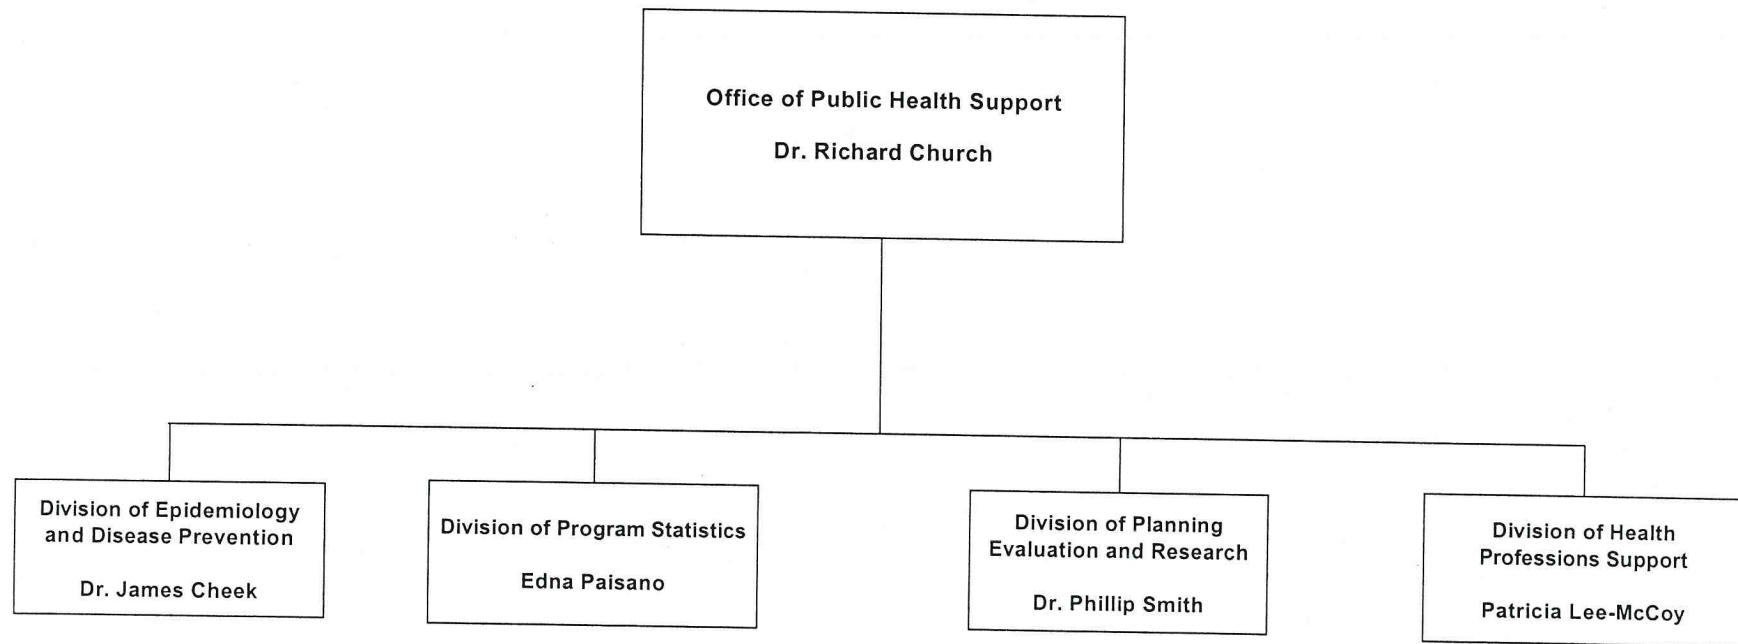 Office of Public Health Support
Dr. Richard Church
Division of Epidemiology
and Disease Prevention
Dr. James Cheek
Division of Program Statistics
Edna Paisano
Division of Planning
Evaluation and Research
Dr. Phillip Smith
Division of Health
Professions Support
Patricia Lee-McCoy